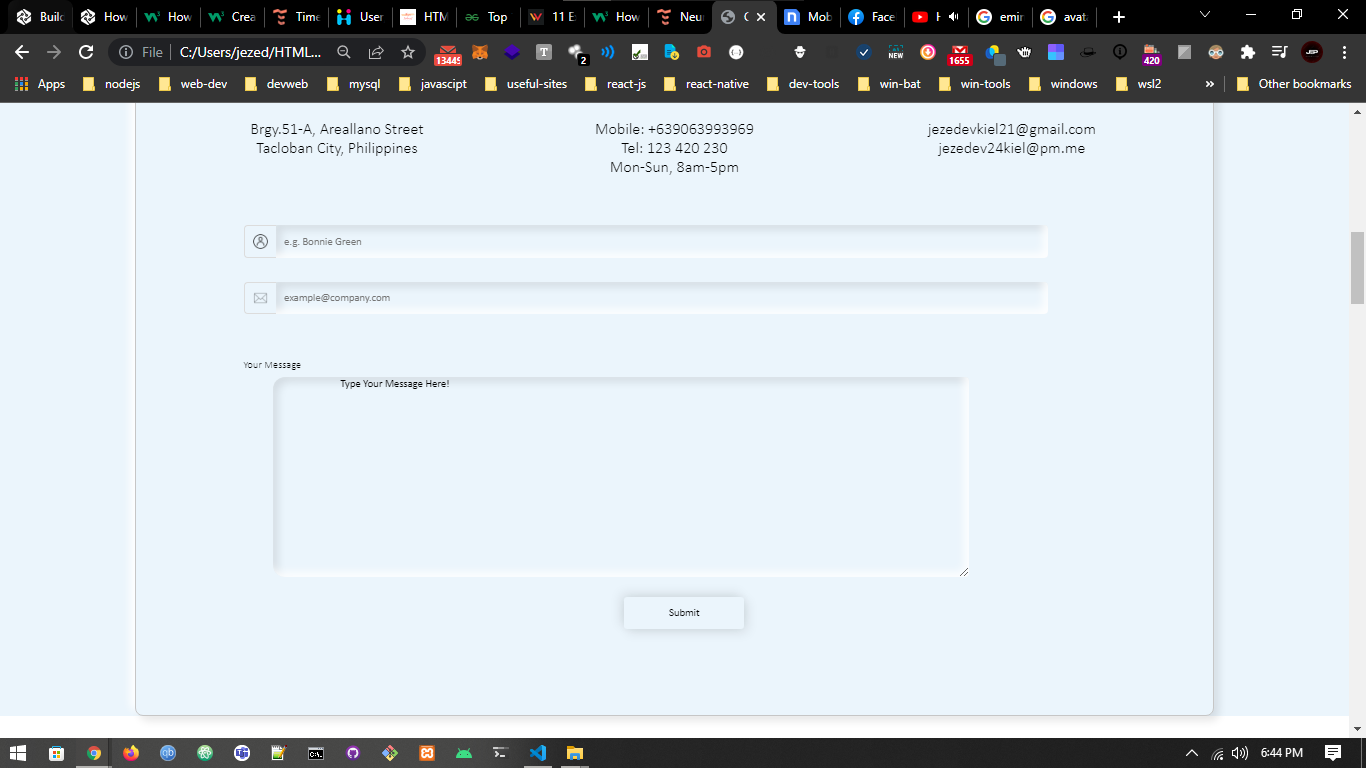 Build
How
How
Crea
Time
User
HTM
Top
11 E
How
Neu
C
Mob
Face
H
emir
avata
File
C:/Users/jezed/HTML...
13445
2
NEW
1655
420
JSP
Apps
nodejs
web-dev
devweb
mysql
javascipt
useful-sites
react-js
react-native
dev-tools
win-bat
win-tools
windows
wsl2
»
Other bookmarks
Brgy.51-A, Areallano Street
Tacloban City, Philippines
Mobile: +639063993969
Tel: 123 420 230
Mon-Sun, 8am-5pm
jezedevkiel21@gmail.com
jezedev24kiel@pm.me
e.g. Bonnie Green
example@company.com
Your Message
Type Your Message Here!
Submit
6:44 PM